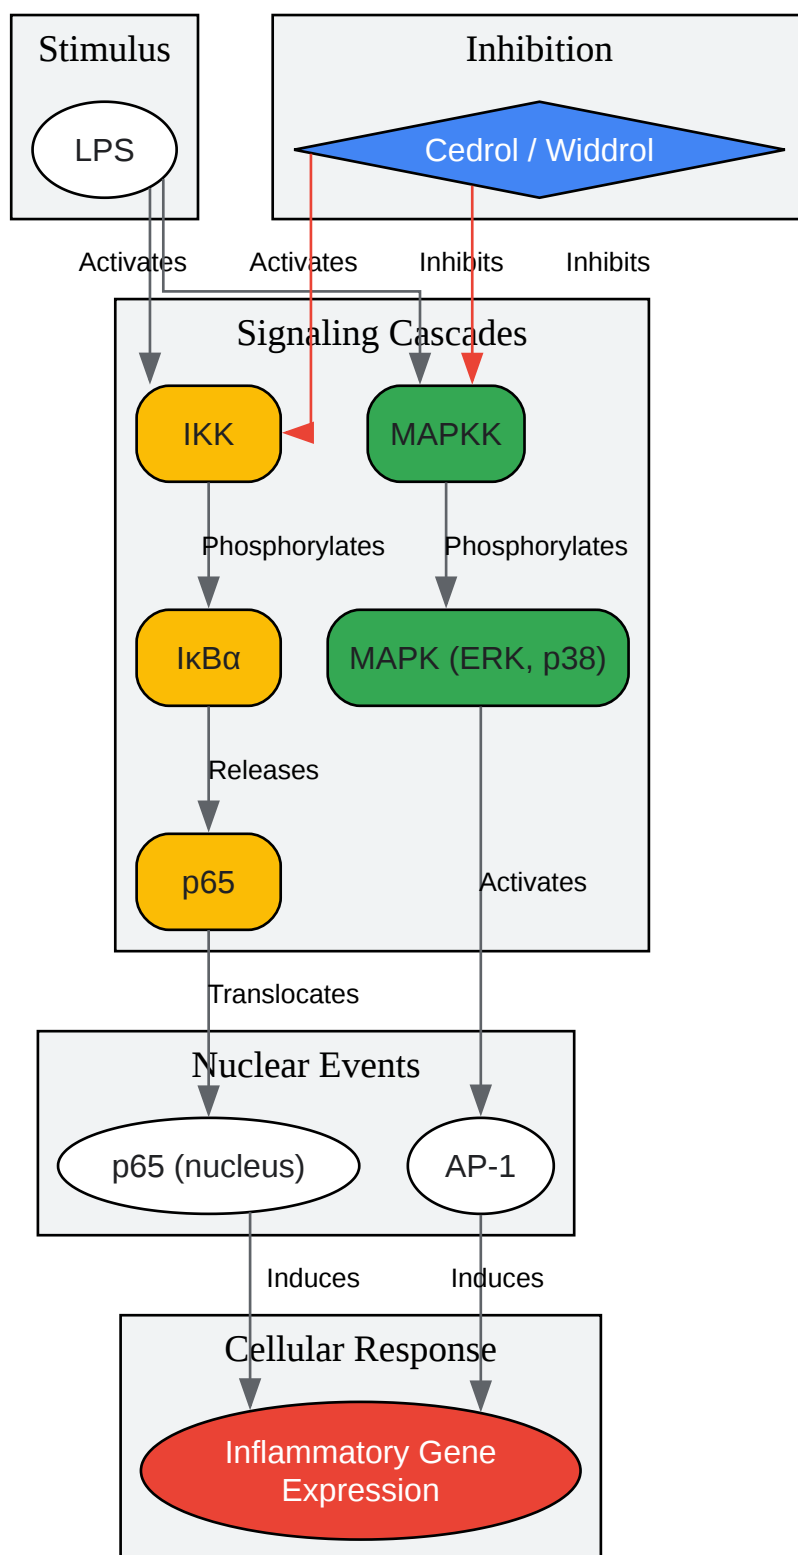 Stimulus
Inhibition
LPS
Cedrol / Widdrol
Activates
Activates
Inhibits
Inhibits
Signaling Cascades
IKK
MAPKK
Phosphorylates
Phosphorylates
IκBα
MAPK (ERK, p38)
Releases
p65
Activates
Translocates
Nuclear Events
p65 (nucleus)
AP-1
Induces
Induces
Cellular Response
Inflammatory Gene
Expression